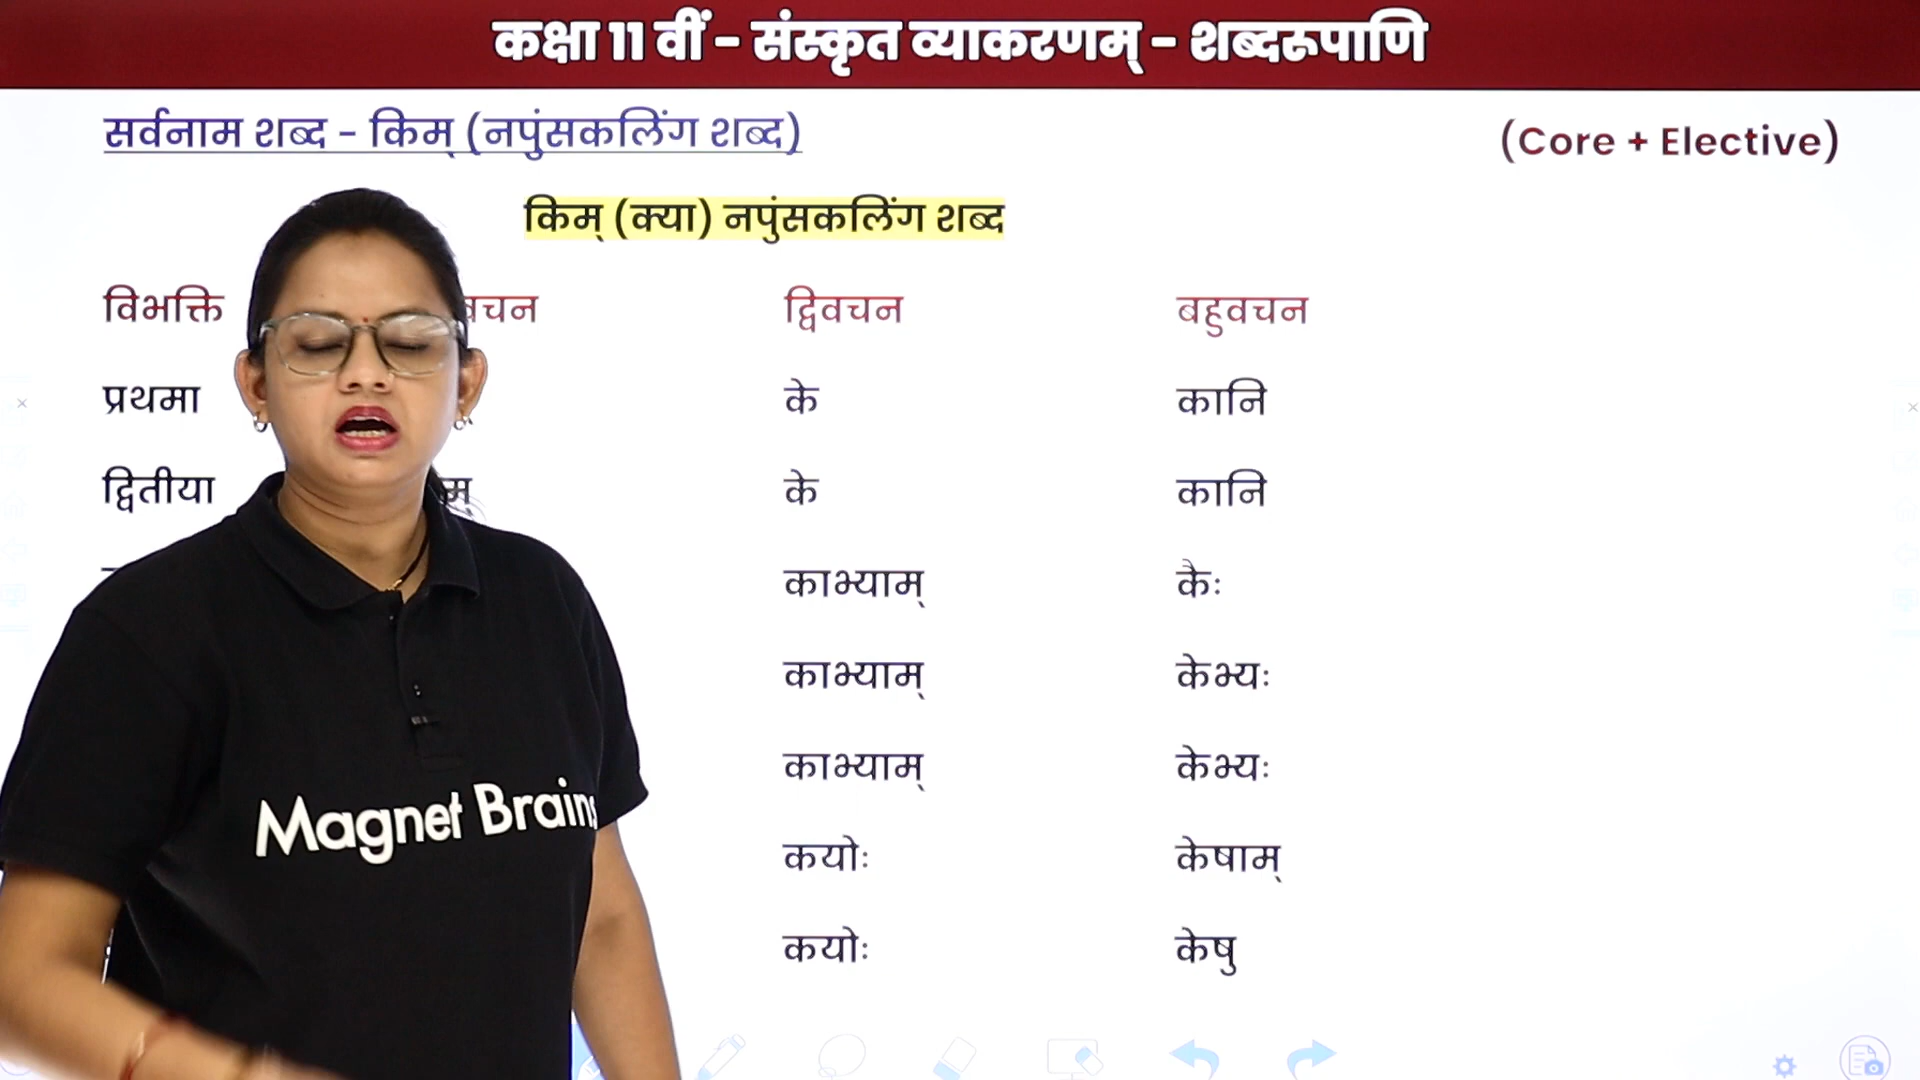 कक्षा 11 वीं - संस्कृत व्याकरणम् - शब्दरूपाणि
सर्वनाम शब्द - किम् (नपुंसकलिंग शब्द)
(Core + Elective)
किम् (क्या) नपुंसकलिंग शब्द
विभक्ति वचन द्विवचन बहुवचन
प्रथमा के कानि
द्वितीया म् के कानि
काभ्याम् कैः
काभ्याम् केभ्यः
काभ्याम् केभ्यः
कयोः केषाम्
कयोः केषु
Magnet Brains